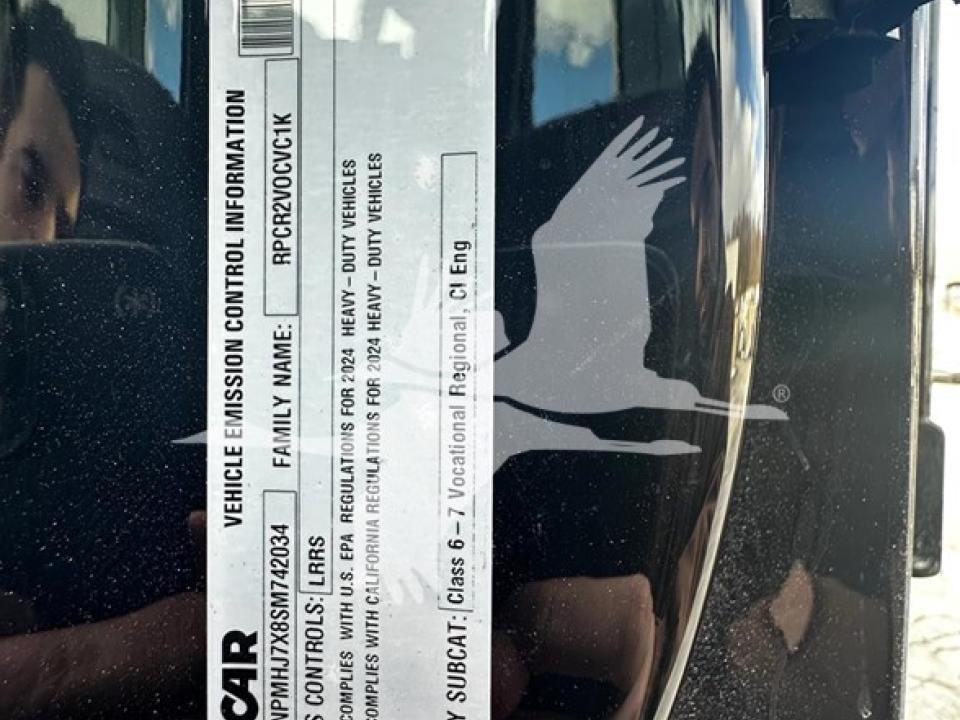 CAR
VEHICLE EMISSION CONTROL INFORMATION
NPMHJ7X8SM742034 FAMILY NAME: RPCR2VOCVC1K
S CONTROLS: LRRS
COMPLIES WITH U.S. EPA REGULATIONS FOR 2024 HEAVY-DUTY VEHICLES
COMPLIES WITH CALIFORNIA REGULATIONS FOR 2024 HEAVY-DUTY VEHICLES
Y SUBCAT: Class 6-7 Vocational Regional, CI Eng
®